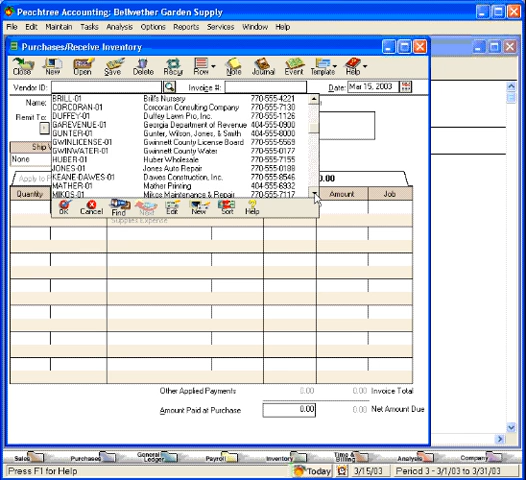 Peachtree Accounting: Bellwether Garden Supply
File Edit Maintain Tasks Analysis Options Reports Services Window Help
Purchases/Receive Inventory
Close New Open Save Delete Recur Row Note Journal Event Template Help
Vendor ID: Invoice #: Date: Mar 15, 2003
Name:
Remit To:
BRILL-01 Brill's Nursery 770-555-4221
CORCORAN-01 Corcoran Consulting Company 770-555-7130
DUFFEY-01 Duffey Lawn Pro, Inc. 770-555-1126
GAREVENUE-01 Georgia Department of Revenue 404-555-0900
GUNTER-01 Gunter, Wilson, Jones, & Smith 404-555-8000
GWINLICENSE-01 Gwinnett County License Board 770-555-5569
GWINWATER-01 Gwinnett County Water 770-555-0177
HUBER-01 Huber Wholesale 770-555-7155
JONES-01 Jones Auto Repair 770-555-0188
KEANE-DAWES-01 Dawes Construction, Inc. 770-555-8946
MATHER-01 Mather Printing 404-555-6932
MIKOS-01 Mikos Maintenance & Repair 770-555-7117
OK Cancel Find Next Edit New Sort Help
Ship V
None
Apply to P 0.00
Quantity Amount Job
Supplies Expense
Other Applied Payments 0.00 0.00 Invoice Total
Amount Paid at Purchase 0.00 0.00 Net Amount Due
Sales Purchases General Ledger Payroll Inventory Time & Billing Analysis Company
Press F1 for Help Today 3/15/03 Period 3 - 3/1/03 to 3/31/03